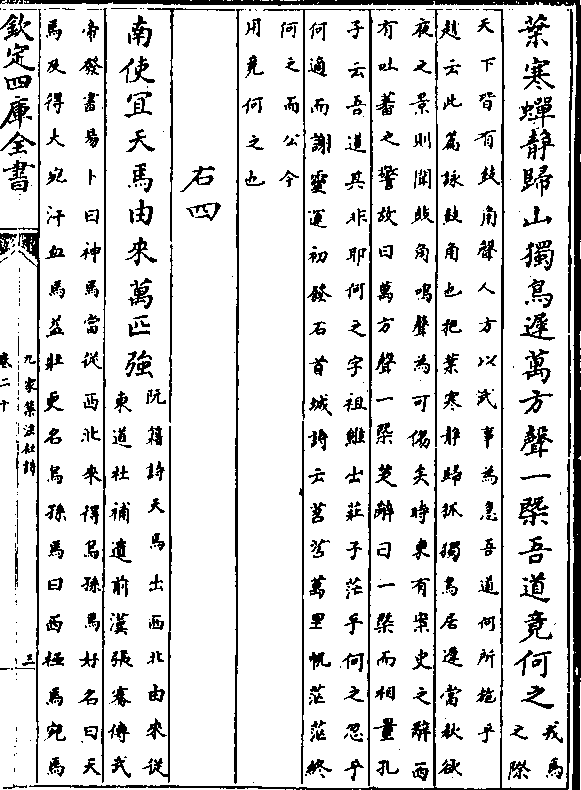 葉寒蟬靜歸山獨鳥遲萬方聲一槩吾道竟何之戎馬
之際
天下皆有鼓角聲人方以武事為急吾道何所施乎
趙云此篇詠鼓角也抱葉寒靜歸孤獨鳥居遲當秋欲
夜之景則聞鼓角鳴聲為可傷矣時東有安史之辭西
有吐蕃之警故曰萬方聲一槩楚辭曰一槩而相量孔
子云吾道其非耶何之字祖雖出莊子茫乎何之忽乎
何適而謝靈運初發石首城詩云苕苕萬里帆茫茫終
何之而公今
用竟何之也
右四
南使宜天馬由來萬匹強阮籍詩天馬出西北由來從
東道杜補遺前漢張騫傳武
帝發書易卜曰神馬當從西北來得烏孫馬好名曰天
馬及得大宛汗血馬益壯更名烏孫馬曰西極馬宛馬
欽定四庫全書
九家集注杜詩
卷二十
三